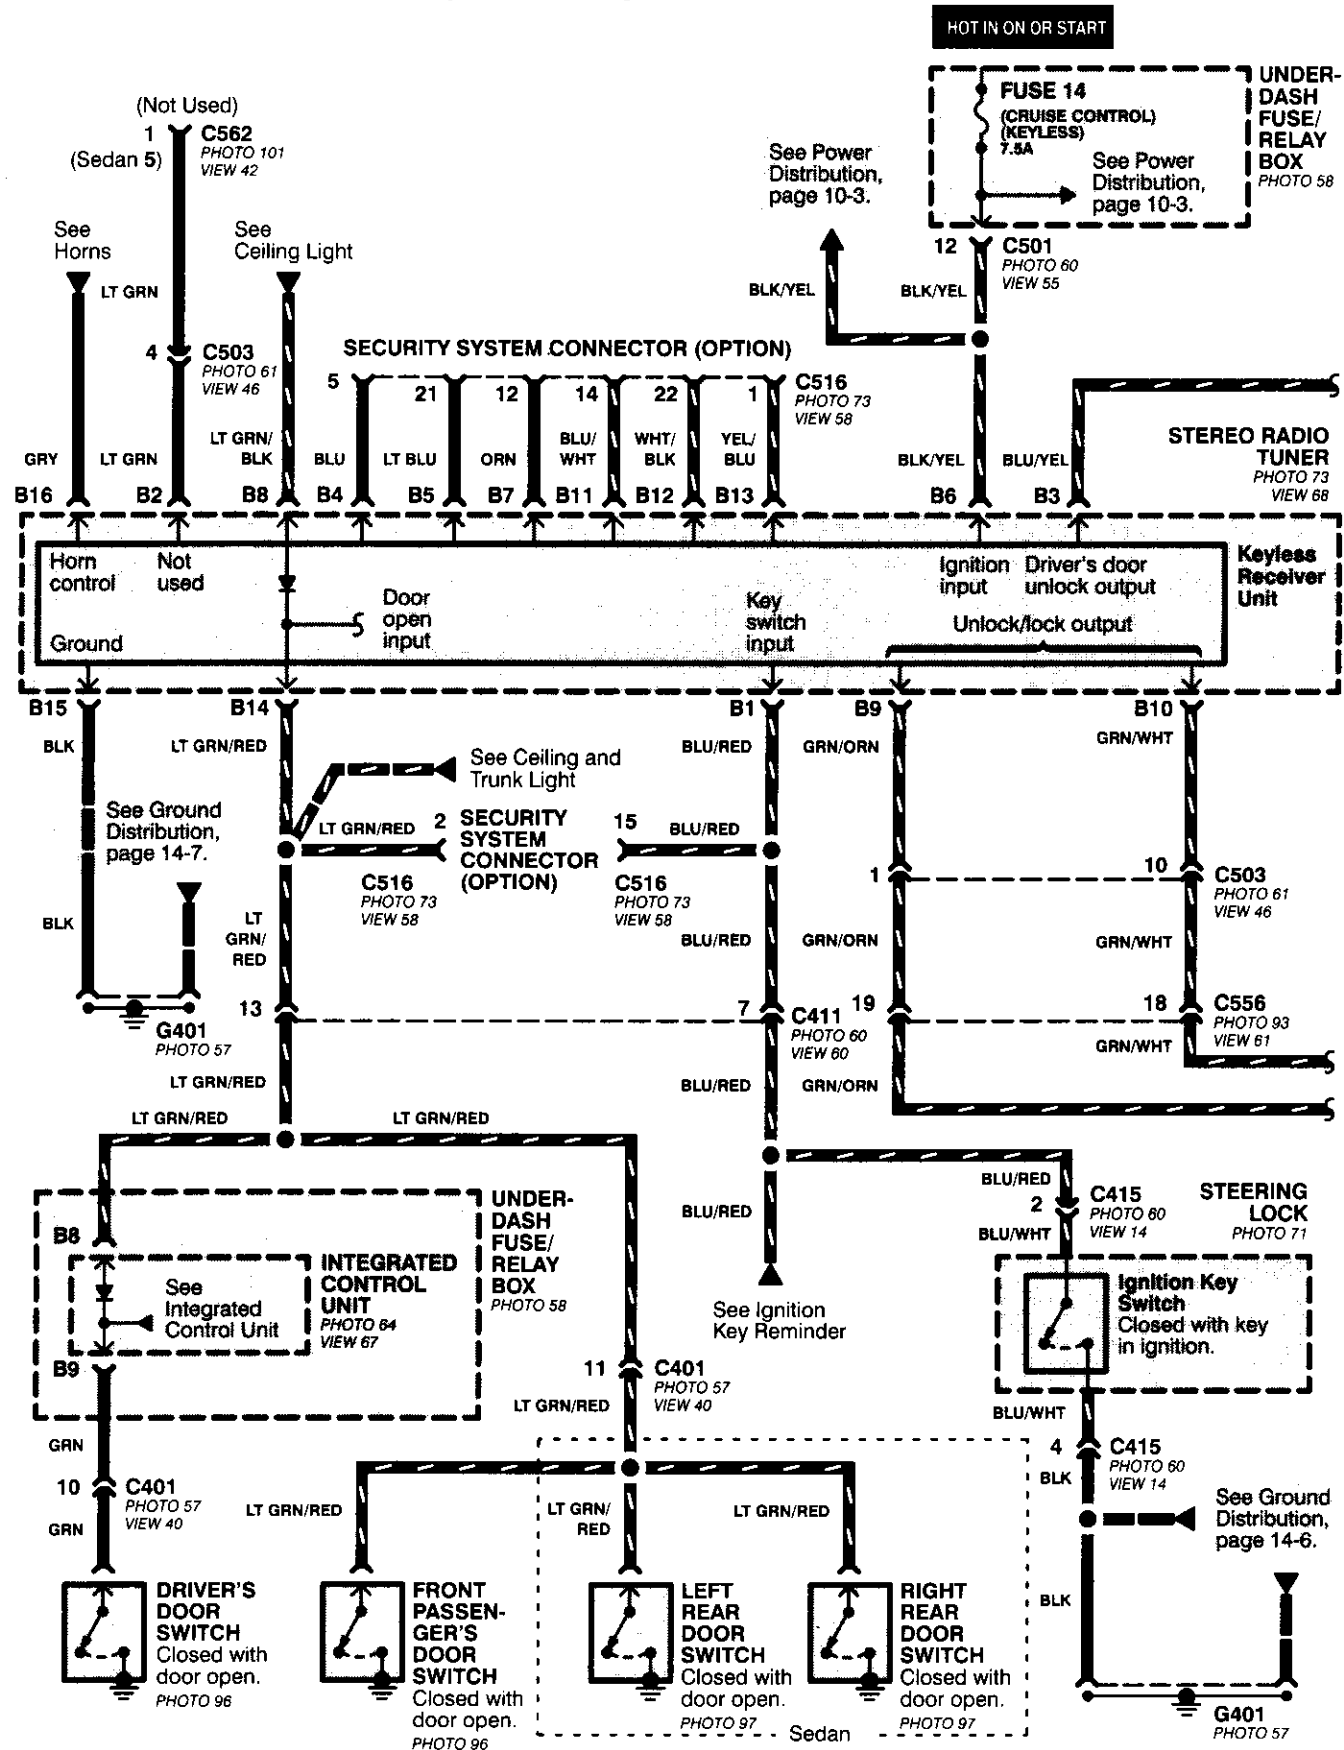 HOT IN ON OR START
FUSE 14
(CRUISE CONTROL)
(KEYLESS)
7.5A
UNDER-
DASH
FUSE/
RELAY
BOX
PHOTO 58
See Power
Distribution,
page 10-3.
See Power
Distribution,
page 10-3.
(Not Used)
1
C562
PHOTO 101
VIEW 42
(Sedan 5)
See
Horns
See
Ceiling Light
12
C501
PHOTO 60
VIEW 55
LT GRN
BLK/YEL
BLK/YEL
4
C503
PHOTO 61
VIEW 46
SECURITY SYSTEM CONNECTOR (OPTION)
5
21
12
14
22
1
C516
PHOTO 73
VIEW 58
STEREO RADIO
TUNER
PHOTO 73
VIEW 68
GRY
LT GRN
LT GRN/
BLK
BLU
LT BLU
ORN
BLU/
WHT
WHT/
BLK
YEL/
BLU
BLK/YEL
BLU/YEL
B16
B2
B8
B4
B5
B7
B11
B12
B13
B6
B3
Horn
control
Not
used
Door
open
input
Key
switch
input
Ignition
input
Driver's door
unlock output
Unlock/lock output
Ground
Keyless
Receiver
Unit
B15
B14
B1
B9
B10
BLK
LT GRN/RED
BLU/RED
GRN/ORN
GRN/WHT
See Ceiling and
Trunk Light
See Ground
Distribution,
page 14-7.
LT GRN/RED
2
SECURITY
SYSTEM
CONNECTOR
(OPTION)
15
BLU/RED
C516
PHOTO 73
VIEW 58
C516
PHOTO 73
VIEW 58
1
10
C503
PHOTO 61
VIEW 46
BLK
LT
GRN/
RED
BLU/RED
GRN/ORN
GRN/WHT
G401
PHOTO 57
13
7
C411
PHOTO 60
VIEW 60
19
18
C556
PHOTO 93
VIEW 61
LT GRN/RED
BLU/RED
GRN/ORN
GRN/WHT
LT GRN/RED
LT GRN/RED
BLU/RED
BLU/RED
2
C415
PHOTO 60
VIEW 14
BLU/WHT
STEERING
LOCK
PHOTO 71
B8
UNDER-
DASH
FUSE/
RELAY
BOX
PHOTO 58
See
Integrated
Control Unit
INTEGRATED
CONTROL
UNIT
PHOTO 64
VIEW 67
See Ignition
Key Reminder
Ignition Key
Switch
Closed with key
in ignition.
B9
11
C401
PHOTO 57
VIEW 40
LT GRN/RED
BLU/WHT
GRN
10
C401
PHOTO 57
VIEW 40
GRN
4
C415
PHOTO 60
VIEW 14
BLK
LT GRN/RED
LT GRN/
RED
LT GRN/RED
See Ground
Distribution,
page 14-6.
BLK
DRIVER'S
DOOR
SWITCH
Closed with
door open.
PHOTO 96
FRONT
PASSEN-
GER'S
DOOR
SWITCH
Closed with
door open.
PHOTO 96
LEFT
REAR
DOOR
SWITCH
Closed with
door open.
PHOTO 97
RIGHT
REAR
DOOR
SWITCH
Closed with
door open.
PHOTO 97
Sedan
G401
PHOTO 57